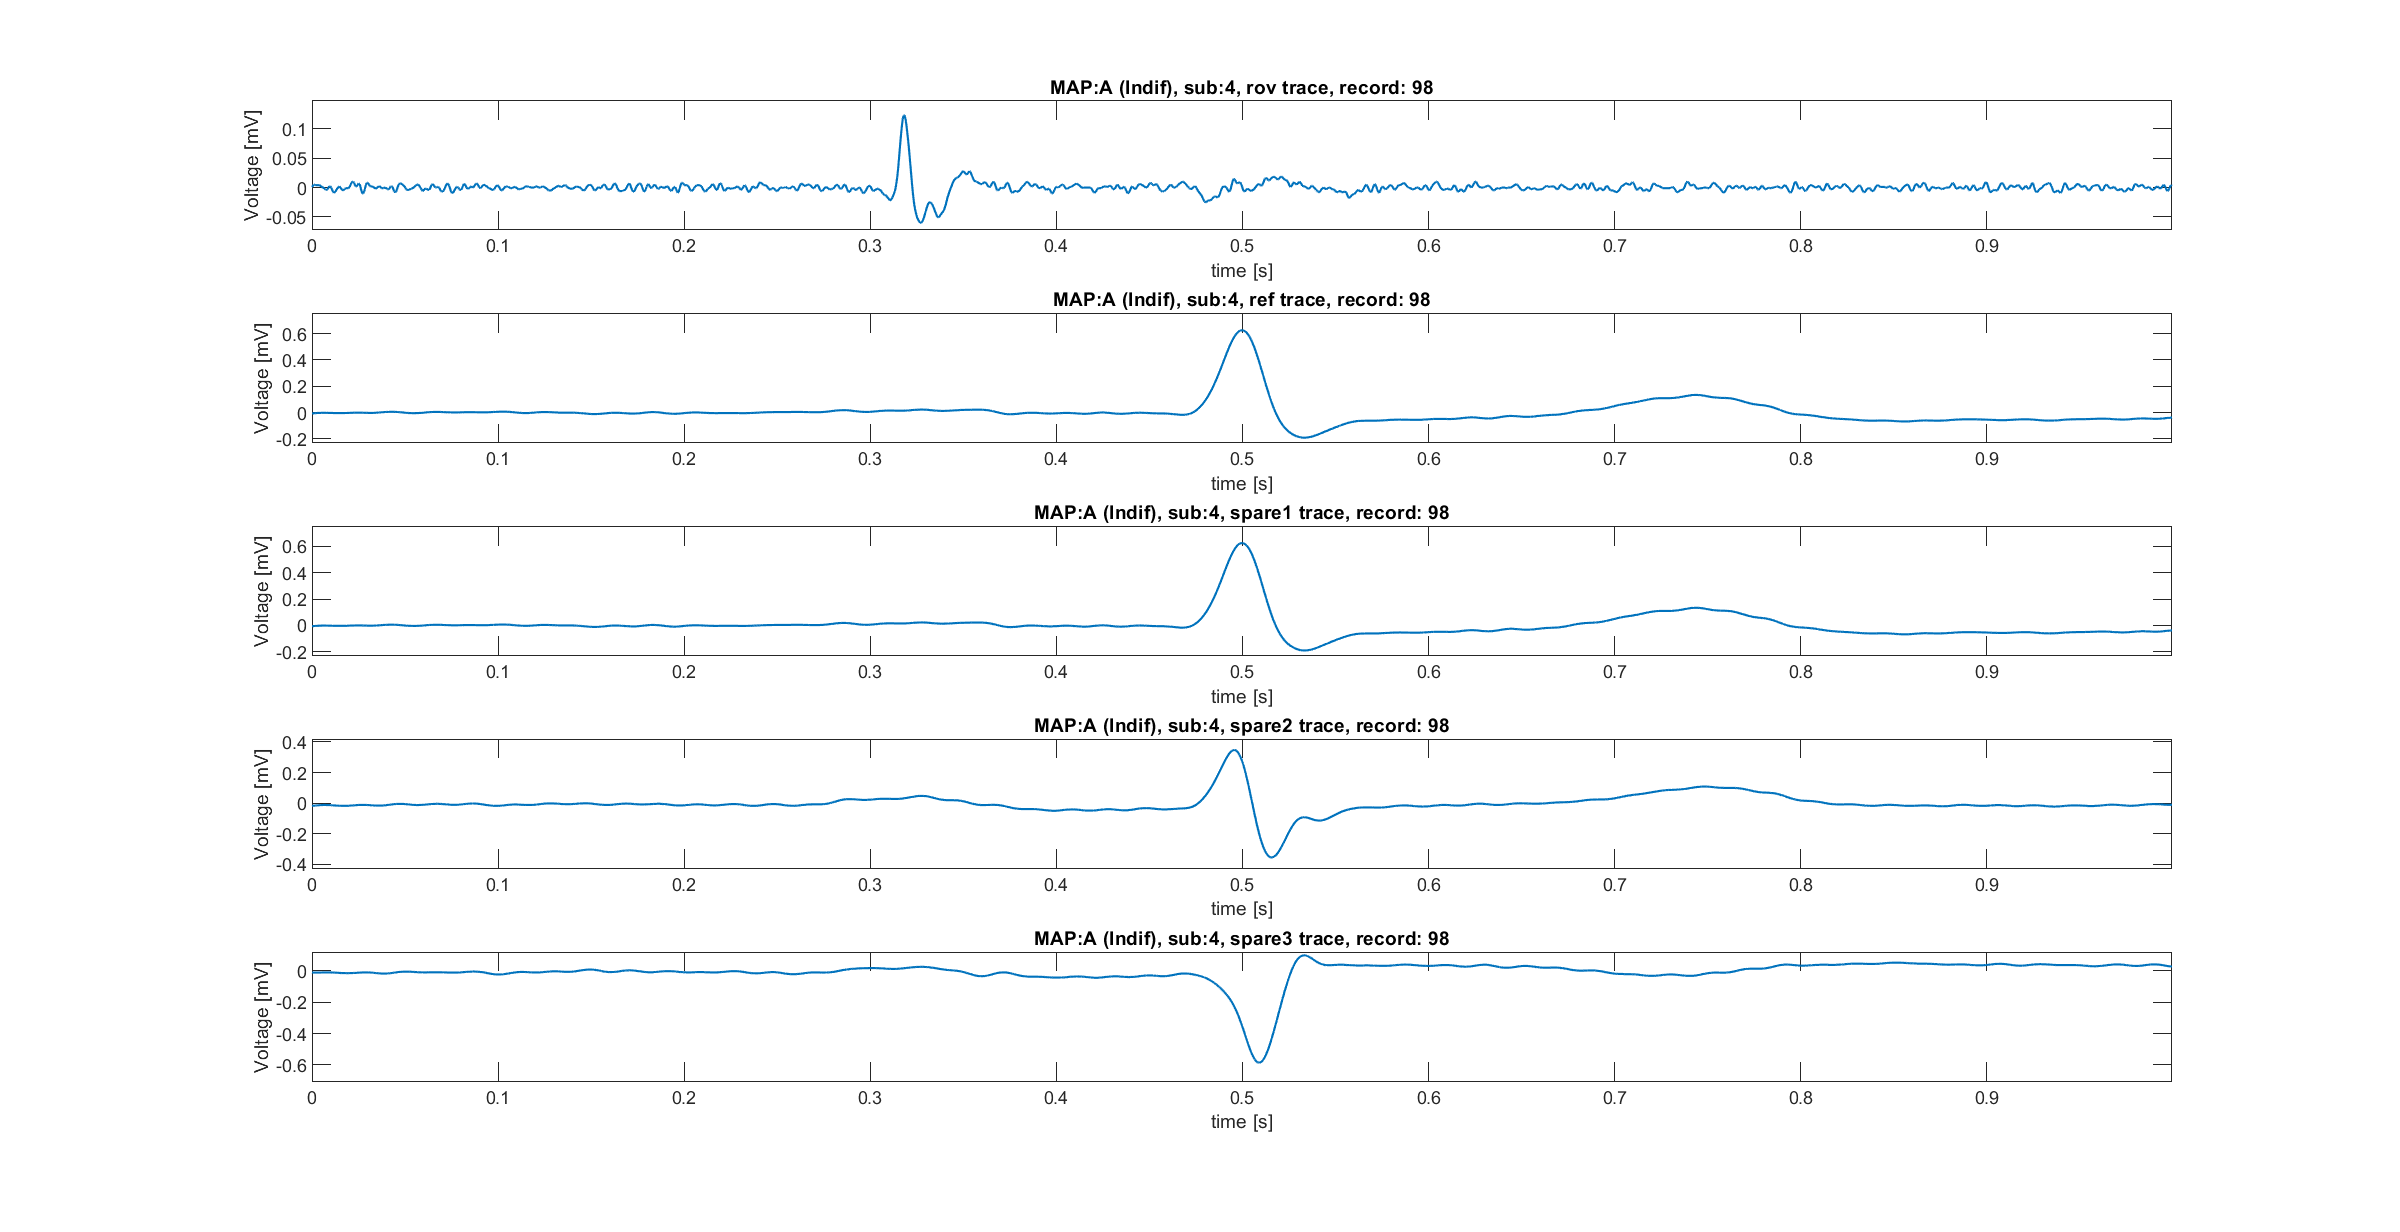 MAP:A (Indif), sub:4, rov trace, record: 98
Voltage [mV]
0.1
0.05
0
-0.05
0 0.1 0.2 0.3 0.4 0.5 0.6 0.7 0.8 0.9
time [s]
MAP:A (Indif), sub:4, ref trace, record: 98
Voltage [mV]
0.6
0.4
0.2
0
-0.2
0 0.1 0.2 0.3 0.4 0.5 0.6 0.7 0.8 0.9
time [s]
MAP:A (Indif), sub:4, spare1 trace, record: 98
Voltage [mV]
0.6
0.4
0.2
0
-0.2
0 0.1 0.2 0.3 0.4 0.5 0.6 0.7 0.8 0.9
time [s]
MAP:A (Indif), sub:4, spare2 trace, record: 98
Voltage [mV]
0.4
0.2
0
-0.2
-0.4
0 0.1 0.2 0.3 0.4 0.5 0.6 0.7 0.8 0.9
time [s]
MAP:A (Indif), sub:4, spare3 trace, record: 98
Voltage [mV]
0
-0.2
-0.4
-0.6
0 0.1 0.2 0.3 0.4 0.5 0.6 0.7 0.8 0.9
time [s]